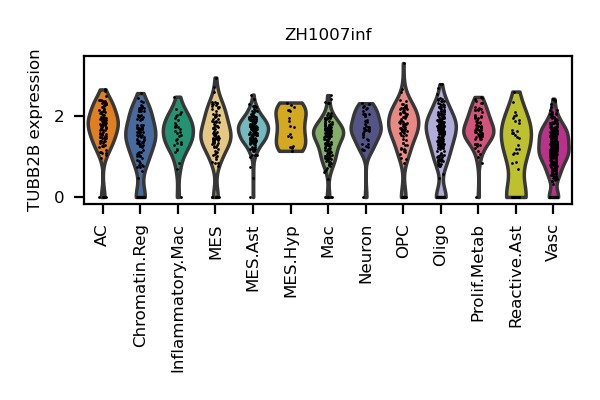 ZH1007inf
TUBB2B expression
2
0
AC
Chromatin.Reg
Inflammatory.Mac
MES
MES.Ast
MES.Hyp
Mac
Neuron
OPC
Oligo
Prolif.Metab
Reactive.Ast
Vasc